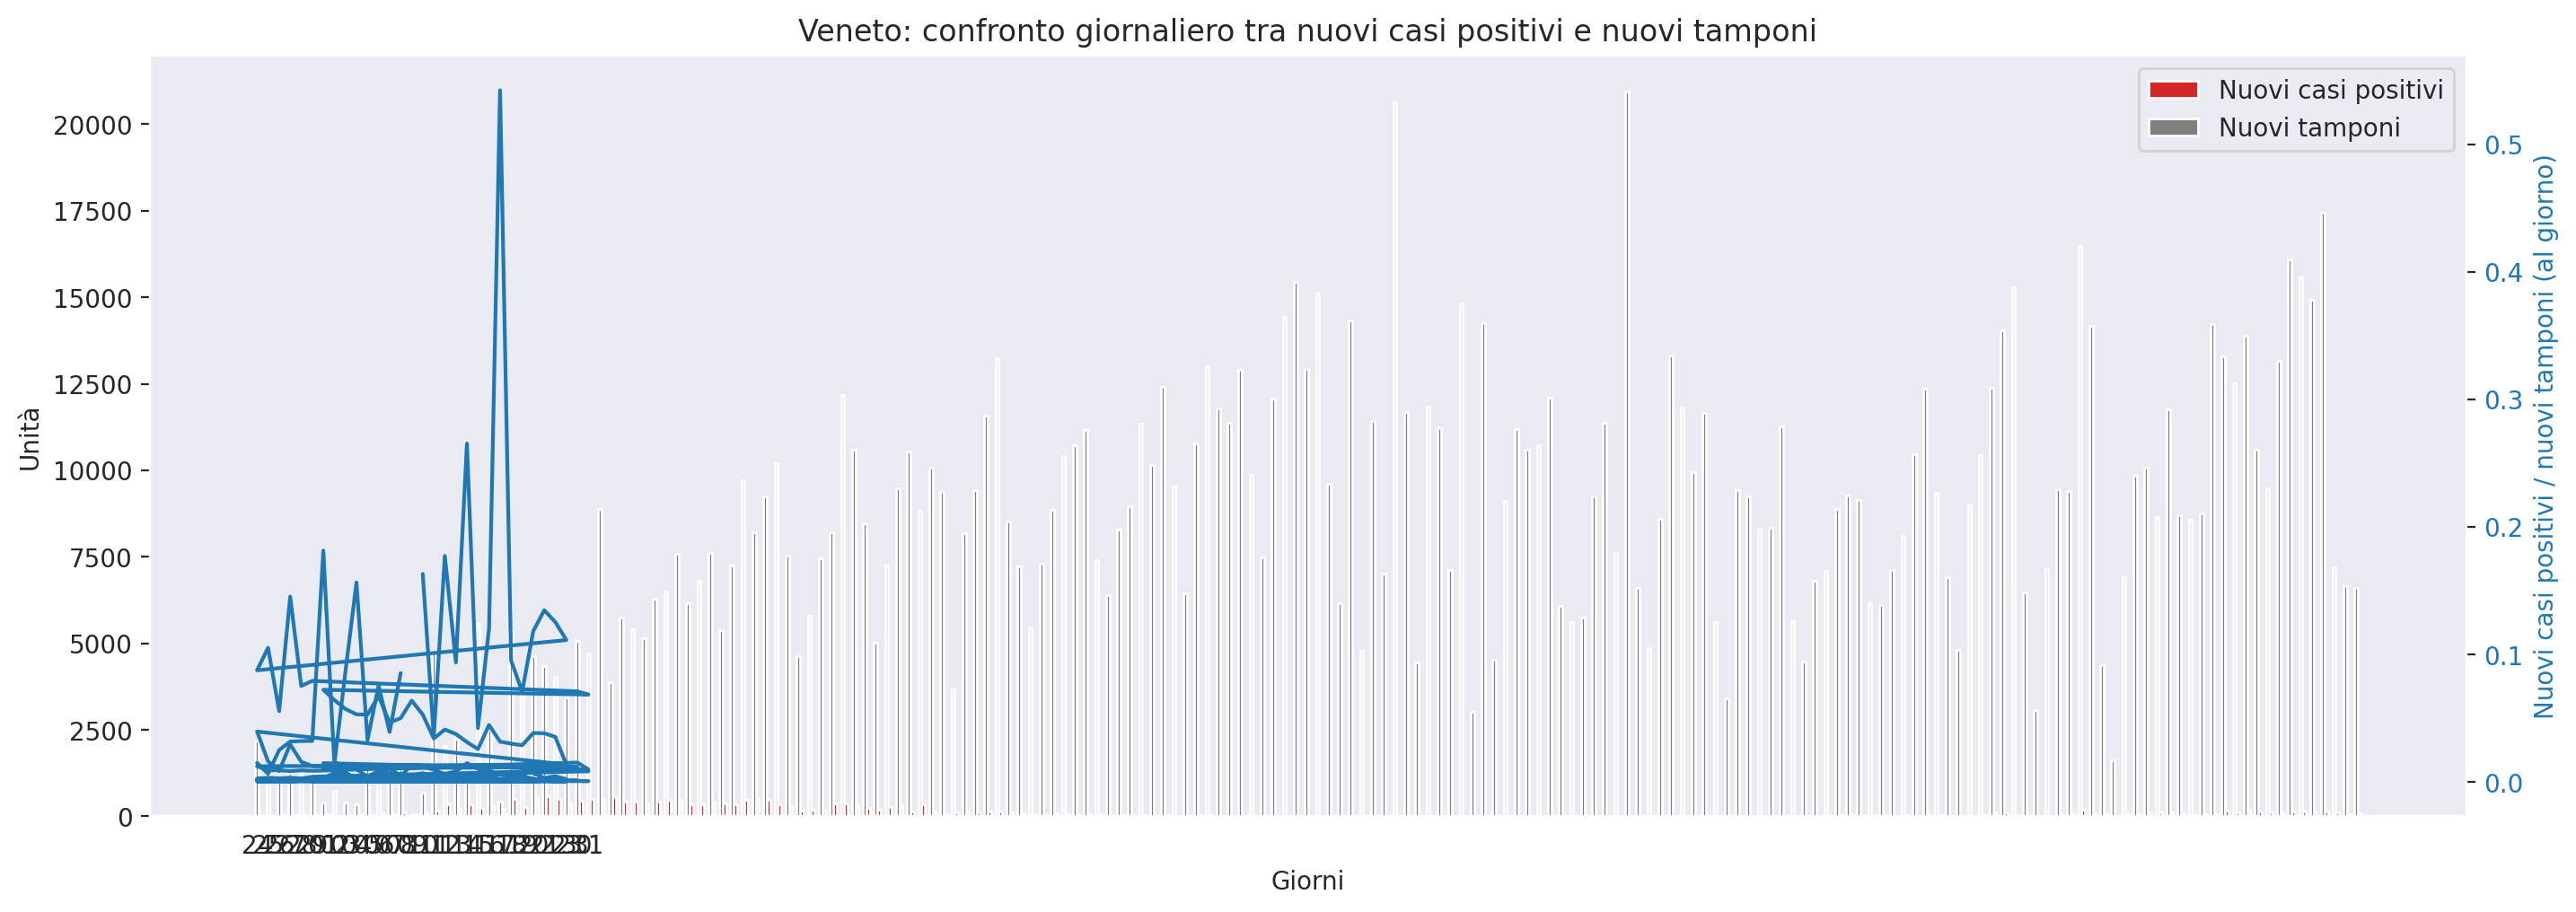 Veneto: confronto giornaliero tra nuovi casi positivi e nuovi tamponi
Nuovi casi positivi
Nuovi tamponi
20000
17500
15000
12500
10000
7500
5000
2500
0
Unità
0.5
0.4
0.3
0.2
0.1
0.0
Nuovi casi positivi / nuovi tamponi (al giorno)
Giorni